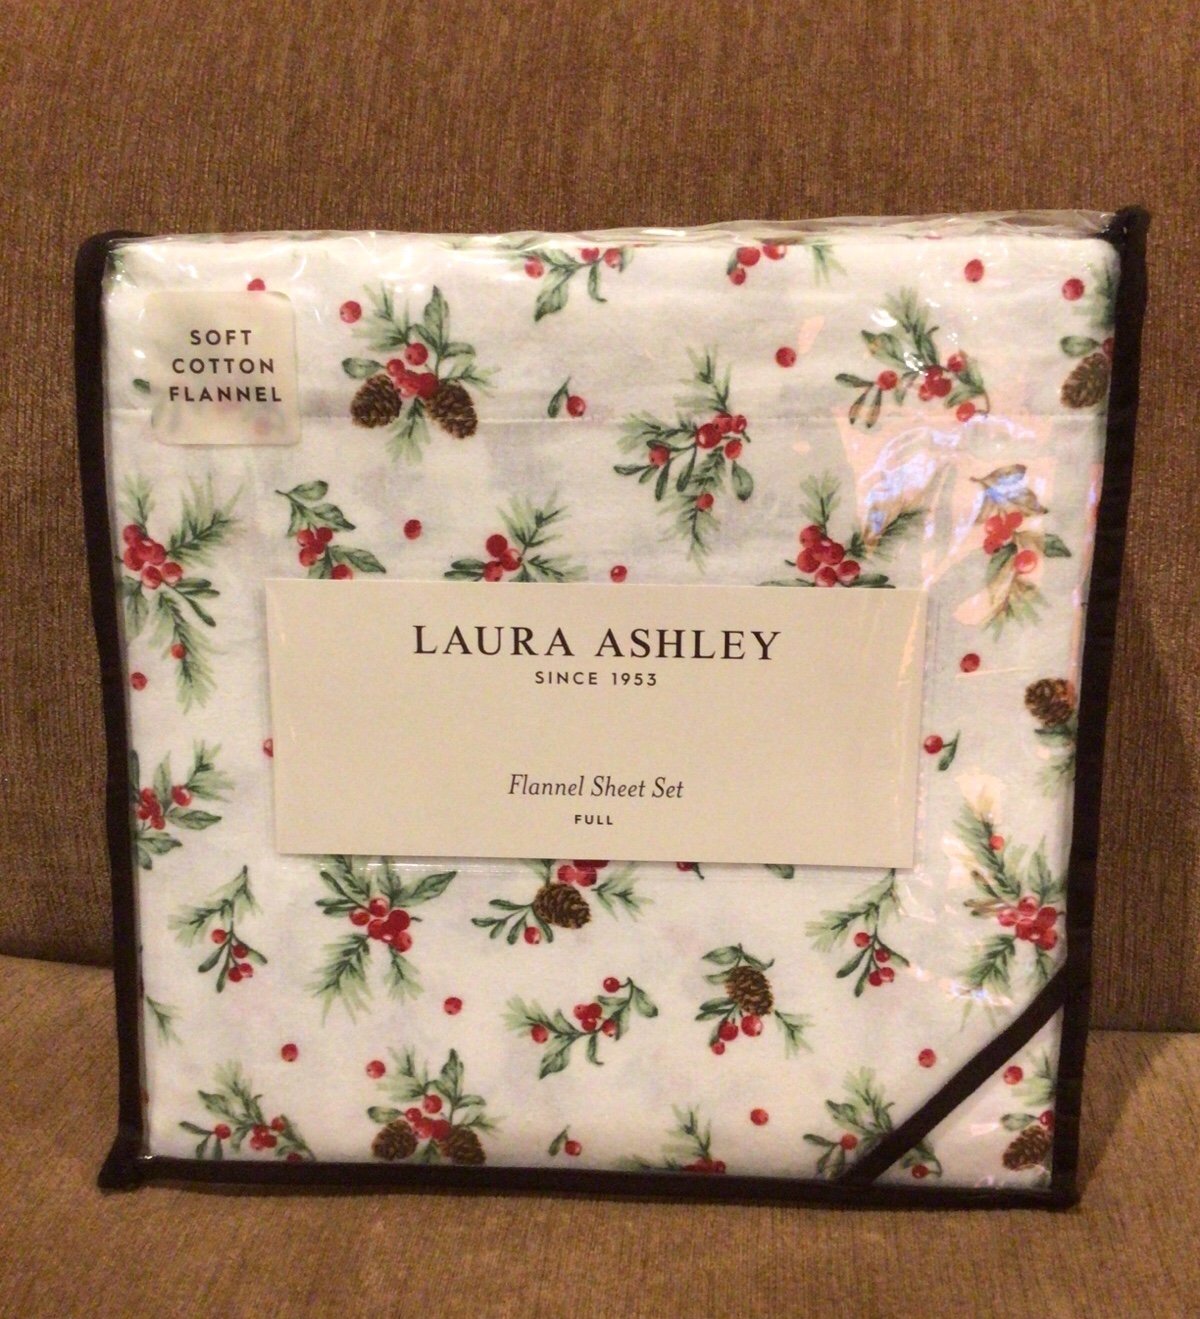 SOFT
COTTON
FLANNEL
LAURA ASHLEY
SINCE 1953
Flannel Sheet Set
FULL